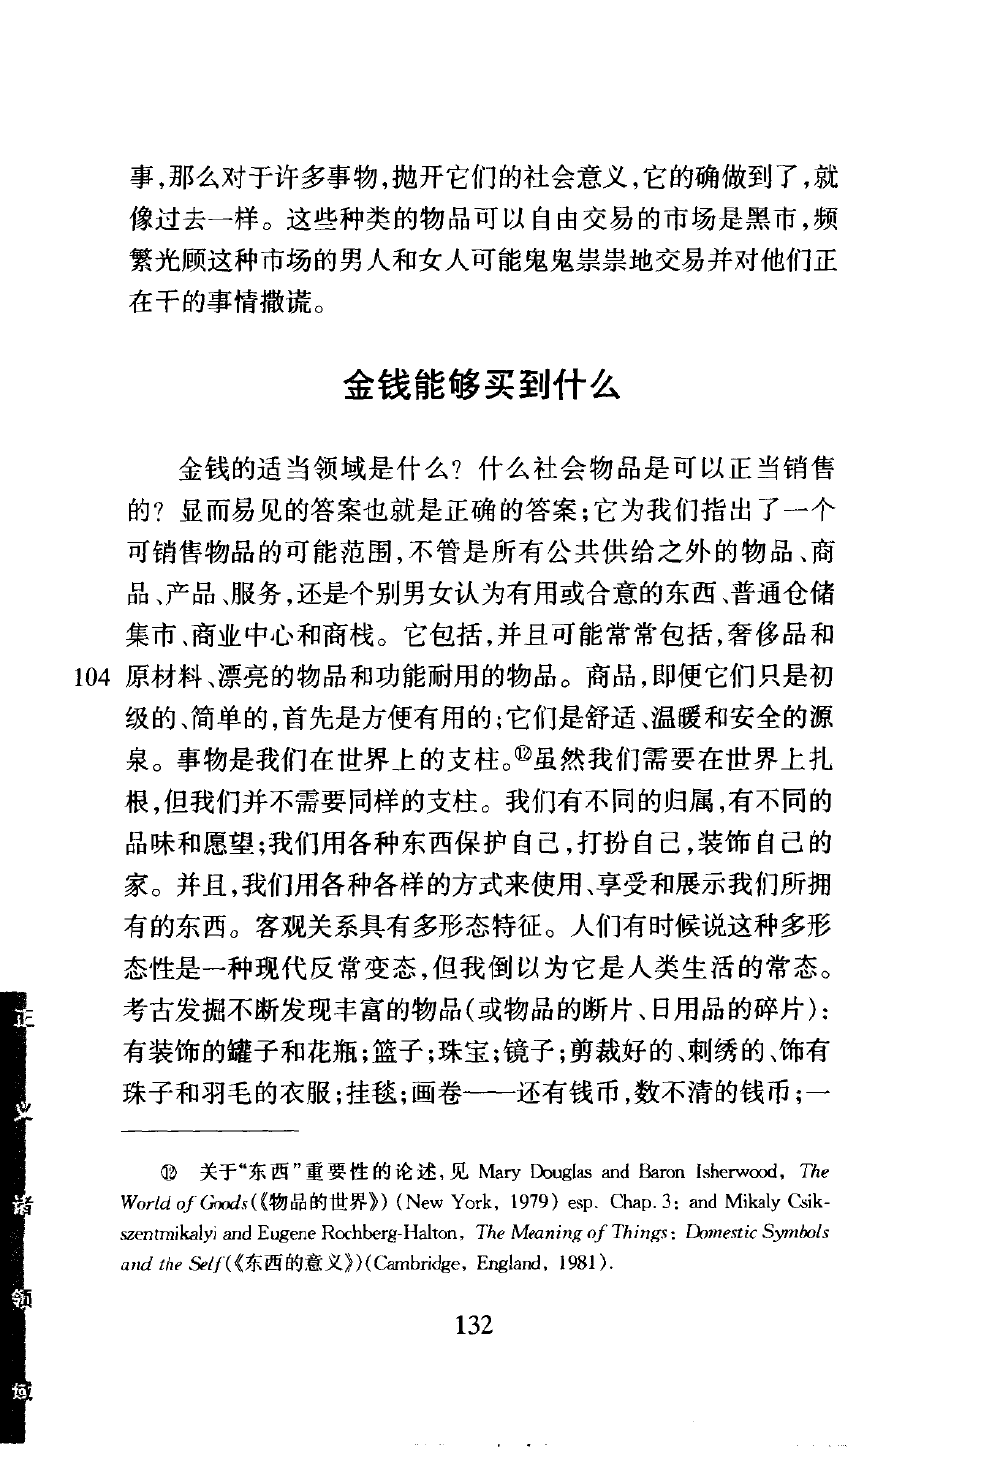 事,那么对于许多事物,抛开它们的社会意义,它的确做到了,就
像过去一样。这些种类的物品可以自由交易的市场是黑市,频
繁光顾这种市场的男人和女人可能鬼鬼祟祟地交易并对他们正
在干的事情撒谎。
金钱能够买到什么
金钱的适当领域是什么?什么社会物品是可以正当销售
的?显而易见的答案也就是正确的答案;它为我们指出了一个
可销售物品的可能范围,不管是所有公共供给之外的物品、商
品、产品、服务,还是个别男女认为有用或合意的东西、普通仓储
集市、商业中心和商栈。它包括,并且可能常常包括,奢侈品和
104 原材料、漂亮的物品和功能耐用的物品。商品,即便它们只是初
级的、简单的,首先是方便有用的;它们是舒适、温暖和安全的源
泉。事物是我们在世界上的支柱。⑫虽然我们需要在世界上扎
根,但我们并不需要同样的支柱。我们有不同的归属,有不同的
品味和愿望;我们用各种东西保护自己,打扮自己,装饰自己的
家。并且,我们用各种各样的方式来使用、享受和展示我们所拥
有的东西。客观关系具有多形态特征。人们有时候说这种多形
态性是一种现代反常变态,但我倒以为它是人类生活的常态。
考古发掘不断发现丰富的物品(或物品的断片、日用品的碎片):
有装饰的罐子和花瓶;篮子;珠宝;镜子;剪裁好的、刺绣的、饰有
珠子和羽毛的衣服;挂毯;画卷——还有钱币,数不清的钱币;一
⑫ 关于“东西”重要性的论述,见 Mary Douglas and Baron Isherwood, The
World of Goods(《物品的世界》) (New York, 1979) esp. Chap. 3; and Mikaly Csik-
szentmikalyi and Eugene Rochberg-Halton, The Meaning of Things: Domestic Symbols
and the Self(《东西的意义》)(Cambridge, England, 1981).
132
正
义
诸
领
域